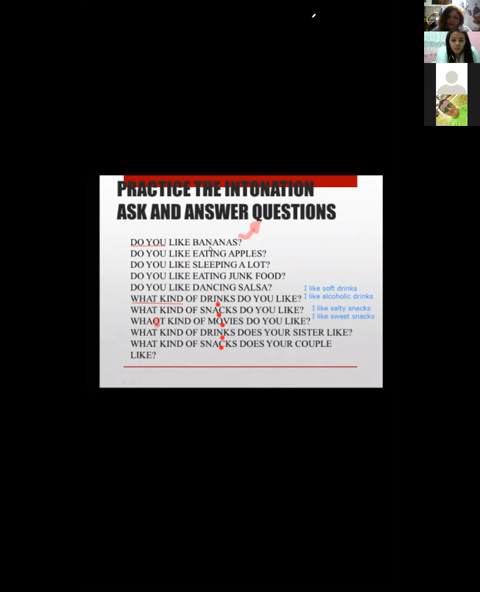 PRACTICE THE INTONATION
ASK AND ANSWER QUESTIONS
DO YOU LIKE BANANAS?
DO YOU LIKE EATING APPLES?
DO YOU LIKE SLEEPING A LOT?
DO YOU LIKE EATING JUNK FOOD?
DO YOU LIKE DANCING SALSA?
I like soft drinks
WHAT KIND OF DRINKS DO YOU LIKE?
I like alcoholic drinks
WHAT KIND OF SNACKS DO YOU LIKE?
I like salty snacks
WHAQT KIND OF MOVIES DO YOU LIKE?
I like sweet snacks
WHAT KIND OF DRINKS DOES YOUR SISTER LIKE?
WHAT KIND OF SNACKS DOES YOUR COUPLE
LIKE?